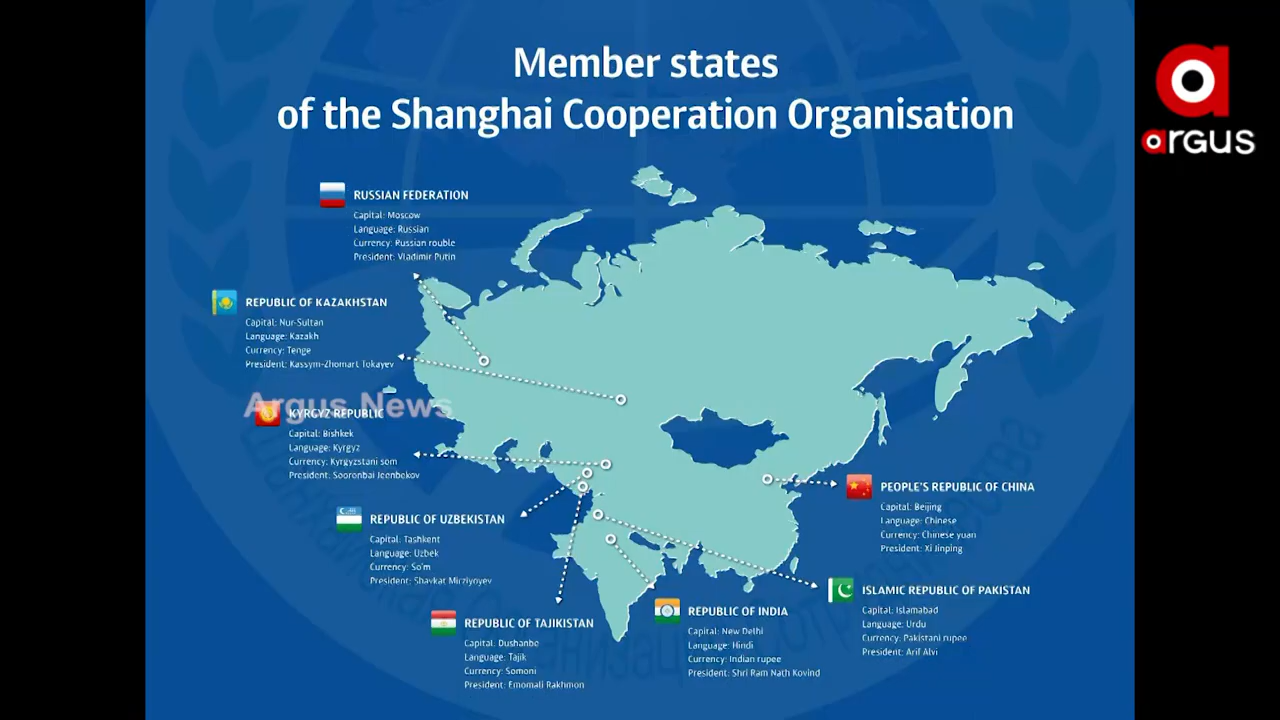 Member states
of the Shanghai Cooperation Organisation
argus
RUSSIAN FEDERATION
Capital: Moscow
Language: Russian
Currency: Russian rouble
President: Vladimir Putin
REPUBLIC OF KAZAKHSTAN
Capital: Nur-Sultan
Language: Kazakh
Currency: Tenge
President: Kassym-Zhomart Tokayev
Argus News
KYRGYZ REPUBLIC
Capital: Bishkek
Language: Kyrgyz
Currency: Kyrgyzstani som
President: Sooronbai Jeenbekov
REPUBLIC OF UZBEKISTAN
Capital: Tashkent
Language: Uzbek
Currency: So'm
President: Shavkat Mirziyoyev
REPUBLIC OF TAJIKISTAN
Capital: Dushanbe
Language: Tajik
Currency: Somoni
President: Emomali Rakhmon
REPUBLIC OF INDIA
Capital: New Delhi
Language: Hindi
Currency: Indian rupee
President: Shri Ram Nath Kovind
PEOPLE'S REPUBLIC OF CHINA
Capital: Beijing
Language: Chinese
Currency: Chinese yuan
President: Xi Jinping
ISLAMIC REPUBLIC OF PAKISTAN
Capital: Islamabad
Language: Urdu
Currency: Pakistani rupee
President: Arif Alvi